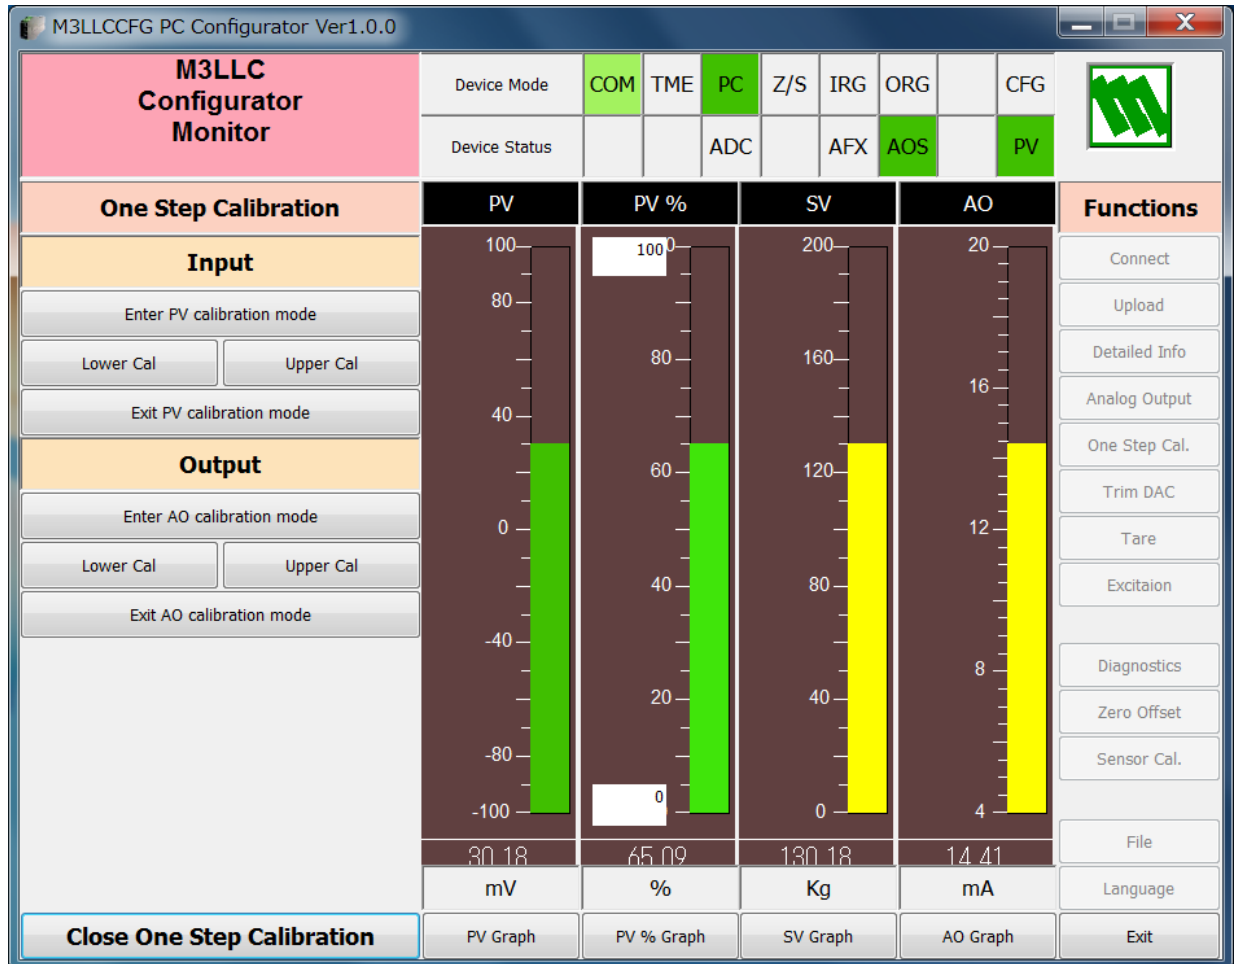 M3LLCCFG PC Configurator Ver1.0.0
M3LLC
Configurator
Monitor
Device Mode COM TME PC Z/S IRG ORG CFG
Device Status ADC AFX AOS PV
One Step Calibration
Input
Enter PV calibration mode
Lower Cal Upper Cal
Exit PV calibration mode
Output
Enter AO calibration mode
Lower Cal Upper Cal
Exit AO calibration mode
Close One Step Calibration
PV
100
80
40
0
-40
-80
-100
30.18
mV
PV Graph
PV %
100
80
60
40
20
0
65.09
%
PV % Graph
SV
200
160
120
80
40
0
130.18
Kg
SV Graph
AO
20
16
12
8
4
14.41
mA
AO Graph
Functions
Connect
Upload
Detailed Info
Analog Output
One Step Cal.
Trim DAC
Tare
Excitaion
Diagnostics
Zero Offset
Sensor Cal.
File
Language
Exit